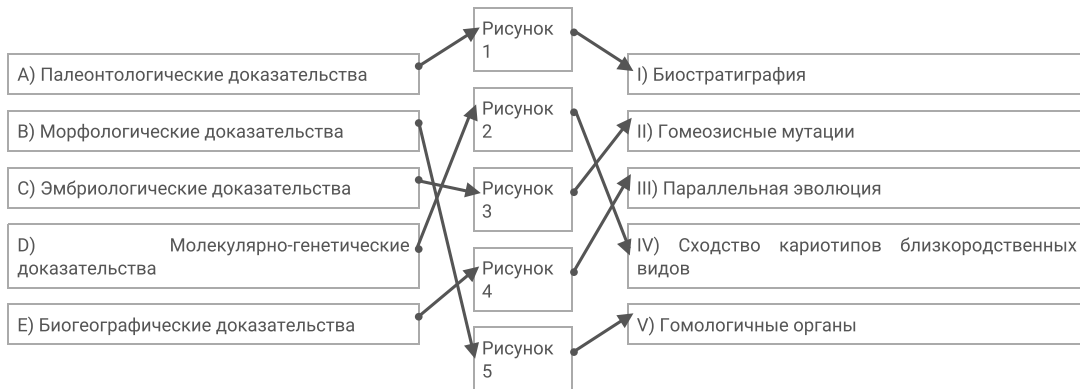 A) Палеонтологические доказательства
B) Морфологические доказательства
C) Эмбриологические доказательства
D) Молекулярно-генетические
доказательства
E) Биогеографические доказательства
Рисунок
1
Рисунок
2
Рисунок
3
Рисунок
4
Рисунок
5
I) Биостратиграфия
II) Гомеозисные мутации
III) Параллельная эволюция
IV) Сходство кариотипов близкородственных
видов
V) Гомологичные органы